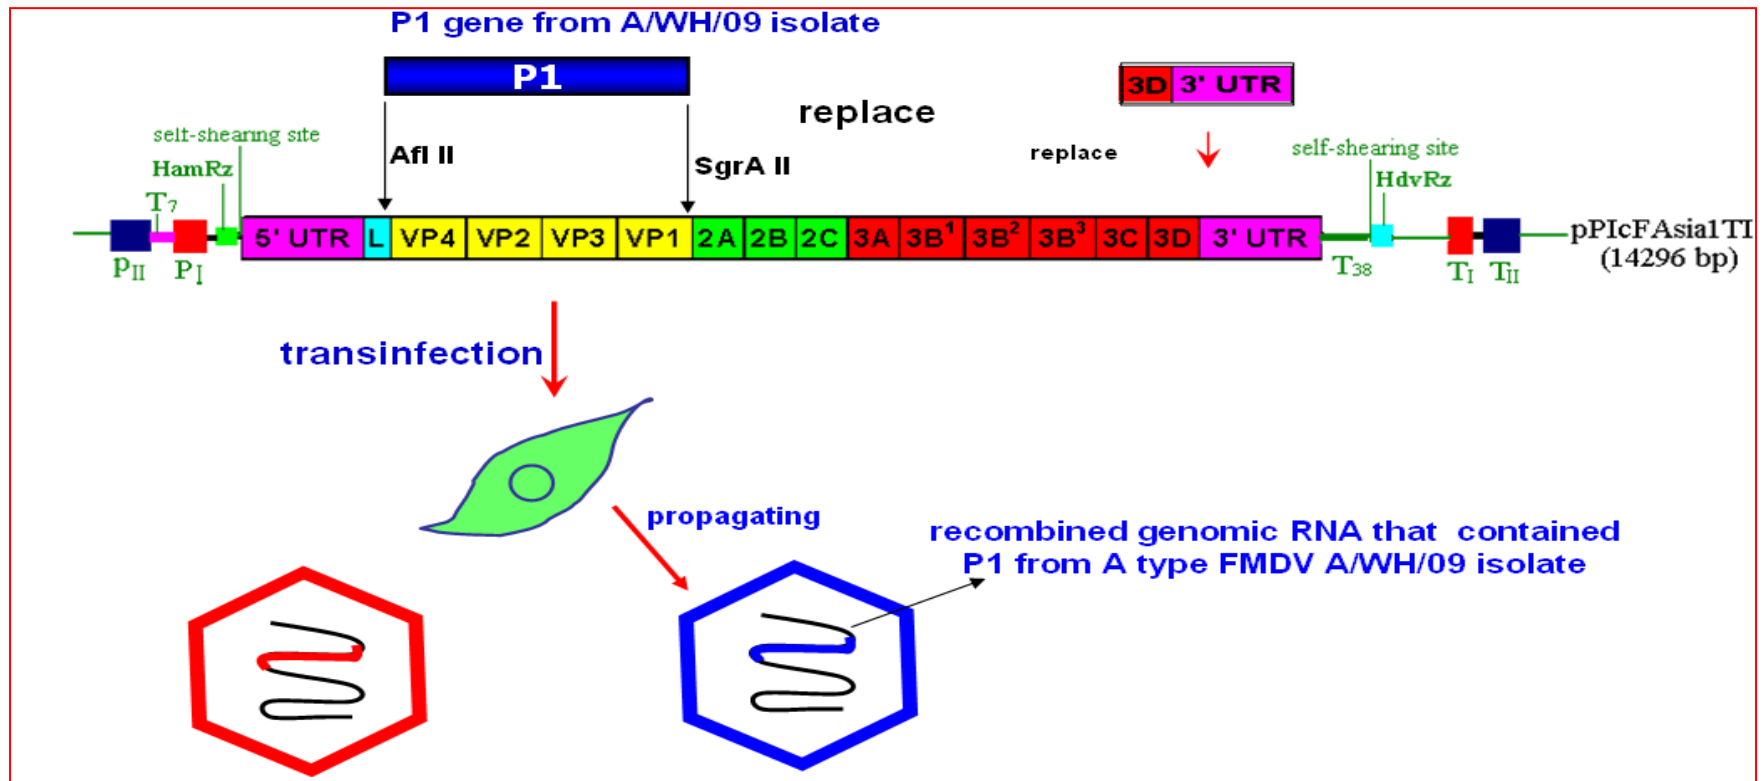 P1 gene from A/WH/09 isolate
P1
3D 3' UTR
replace
replace
self-shearing site
HamRz
T7
Afl II
SgrA II
self-shearing site
HdvRz
5' UTR L VP4 VP2 VP3 VP1 2A 2B 2C 3A 3B¹ 3B² 3B³ 3C 3D 3' UTR
pPIcFAsia1TI
(14296 bp)
PII PI T38 TI TII
transinfection
propagating
recombined genomic RNA that contained
P1 from A type FMDV A/WH/09 isolate